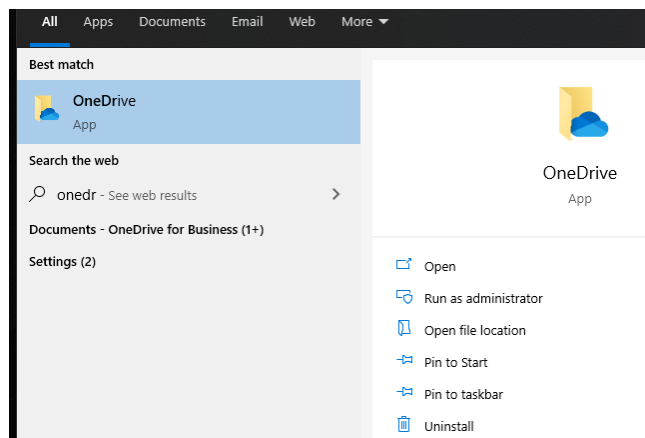 All Apps Documents Email Web More
Best match
OneDrive
App
Search the web
onedr - See web results
Documents - OneDrive for Business (1+)
Settings (2)
OneDrive
App
Open
Run as administrator
Open file location
Pin to Start
Pin to taskbar
Uninstall